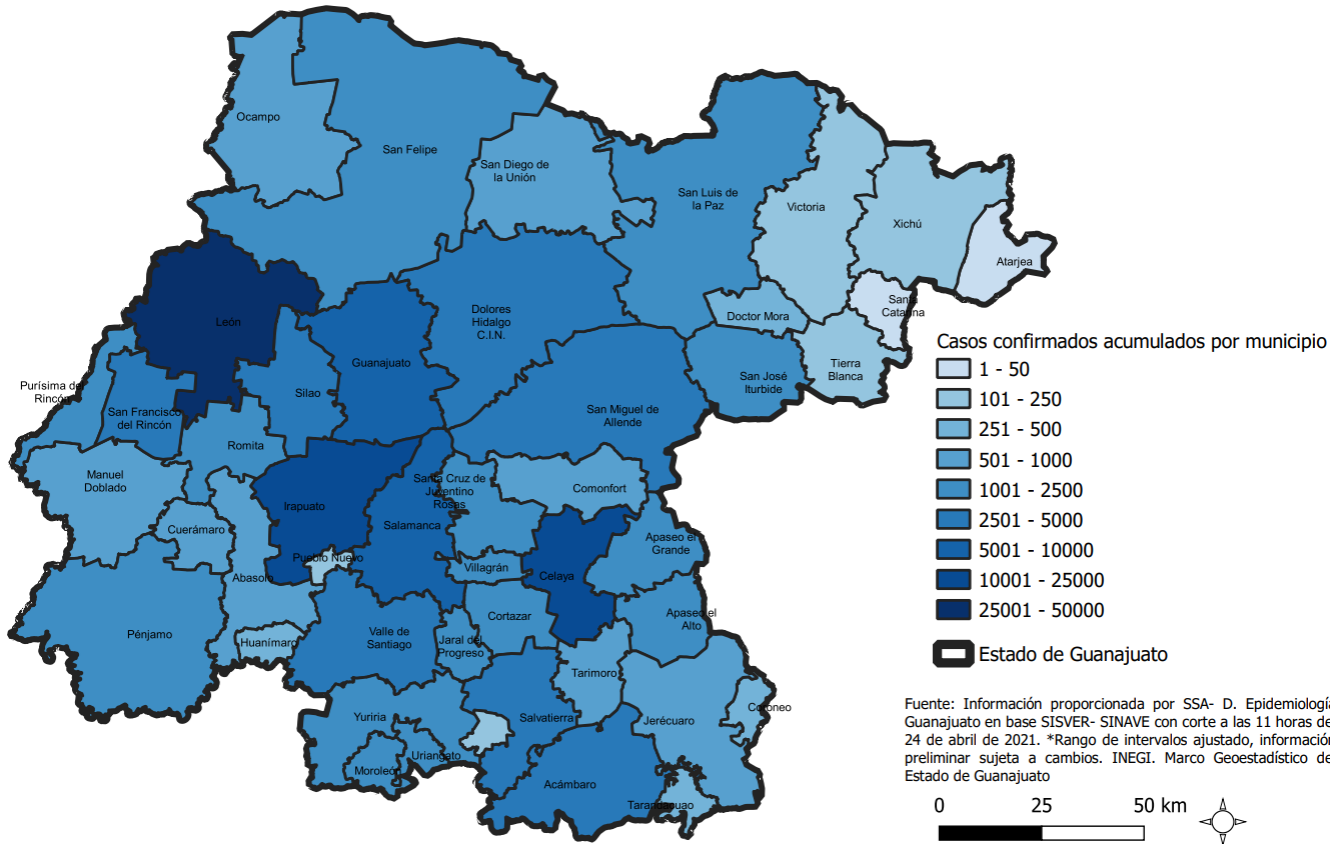 Ocampo
San Felipe
San Diego de
la Unión
San Luis de
la Paz
Victoria
Xichú
Atarjea
Santa
Catarina
Doctor Mora
Tierra
Blanca
San José
Iturbide
León
Guanajuato
Dolores
Hidalgo
C.I.N.
Silao
San Miguel de
Allende
Purísima del
Rincón
San Francisco
del Rincón
Romita
Manuel
Doblado
Cuerámaro
Irapuato
Santa Cruz de
Juventino
Rosas
Salamanca
Comonfort
Apaseo el
Grande
Pueblo Nuevo
Villagrán
Celaya
Abasolo
Cortazar
Apaseo el
Alto
Pénjamo
Huanímaro
Valle de
Santiago
Jaral del
Progreso
Tarimoro
Jerécuaro
Coroneo
Yuriria
Salvatierra
Uriangato
Moroleón
Acámbaro
Tarandacuao
Casos confirmados acumulados por municipio
1 - 50
101 - 250
251 - 500
501 - 1000
1001 - 2500
2501 - 5000
5001 - 10000
10001 - 25000
25001 - 50000
Estado de Guanajuato
Fuente: Información proporcionada por SSA- D. Epidemiología
Guanajuato en base SISVER- SINAVE con corte a las 11 horas de
24 de abril de 2021. *Rango de intervalos ajustado, información
preliminar sujeta a cambios. INEGI. Marco Geoestadístico de
Estado de Guanajuato
0 25 50 km